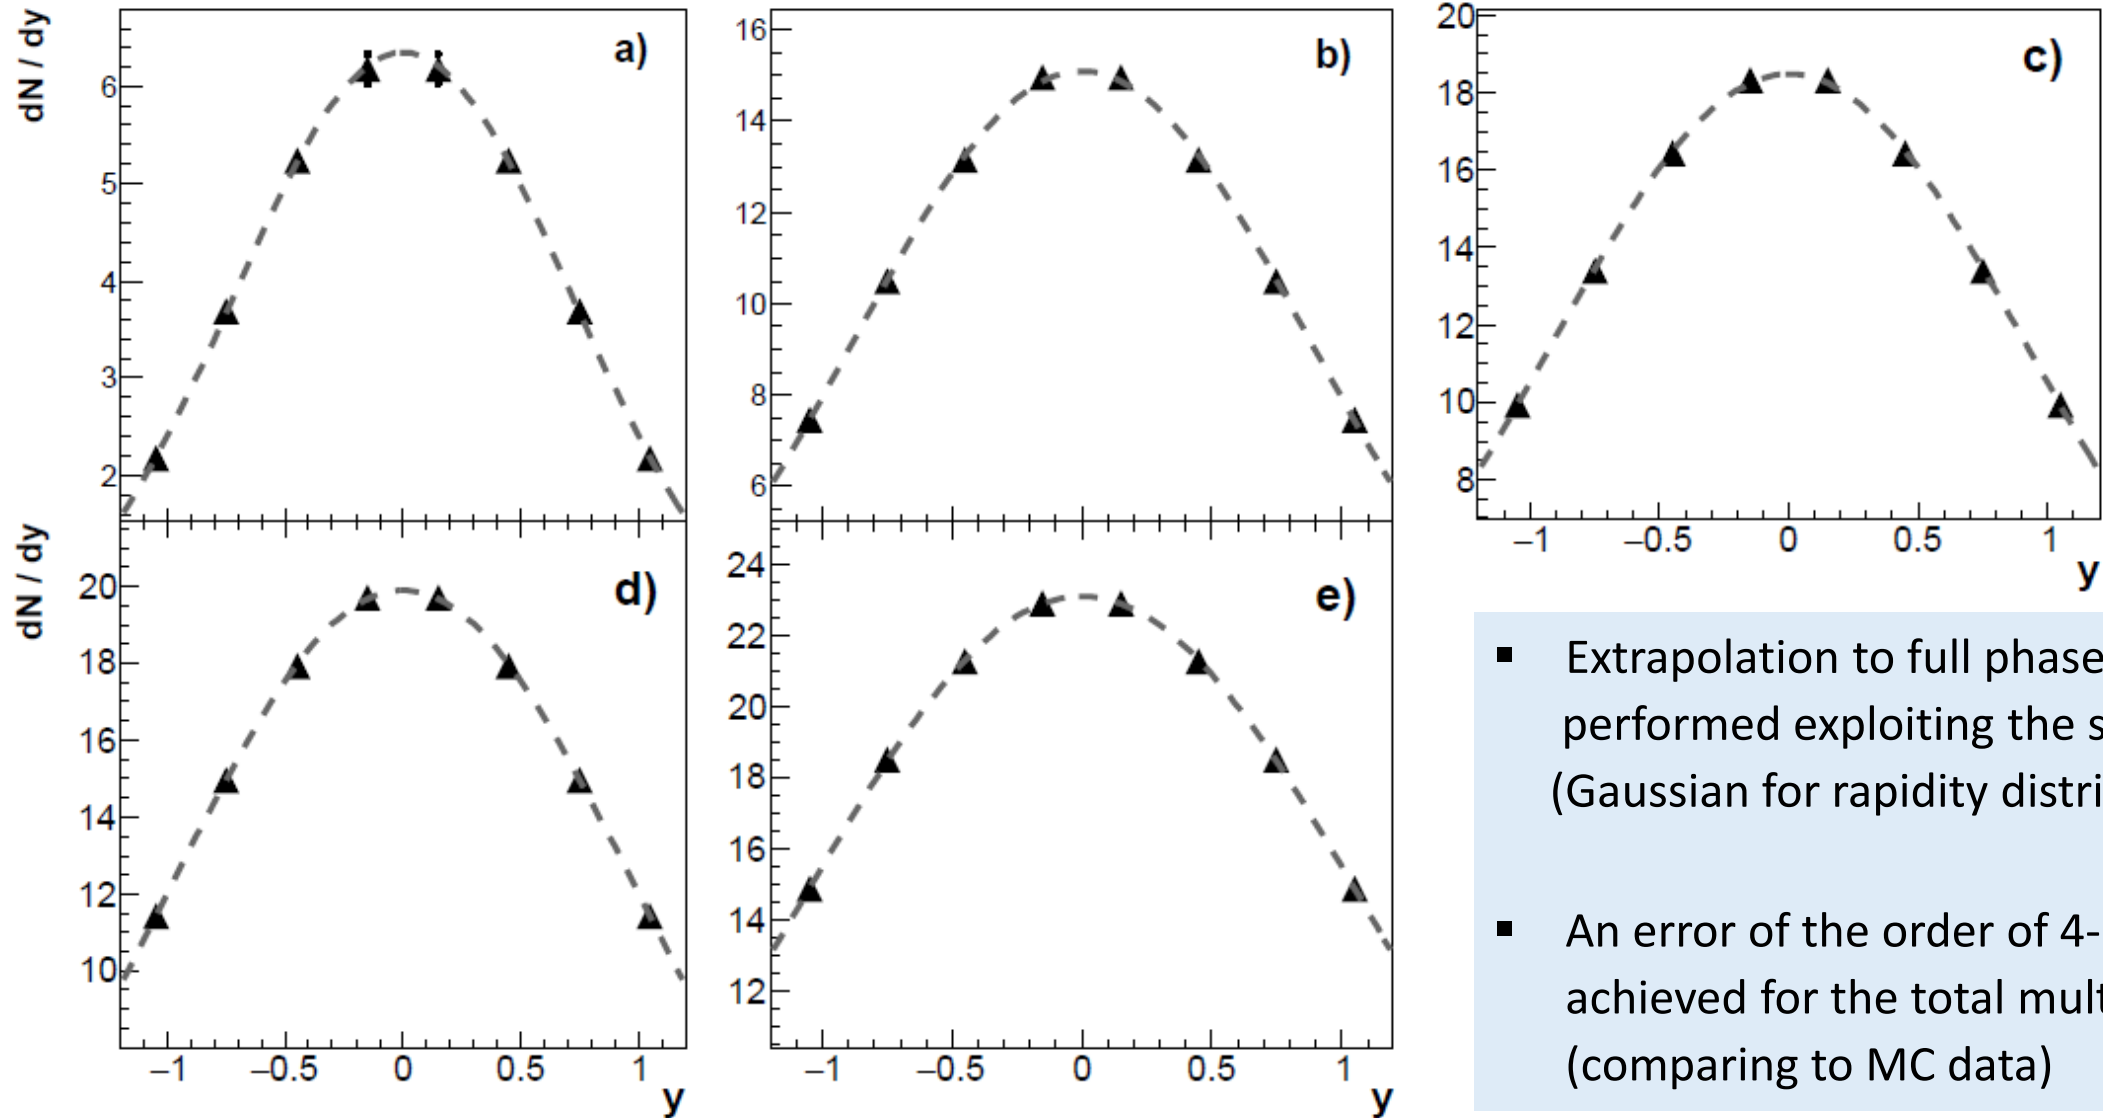 dN / dy
a)
6
5
4
3
2
b)
16
14
12
10
8
6
c)
20
18
16
14
12
10
8
−1 −0.5 0 0.5 1
y
dN / dy
d)
20
18
16
14
12
10
−1 −0.5 0 0.5 1
y
e)
24
22
20
18
16
14
12
−1 −0.5 0 0.5 1
y
▪ Extrapolation to full phase
performed exploiting the s
(Gaussian for rapidity distri
▪ An error of the order of 4-
achieved for the total mult
(comparing to MC data)